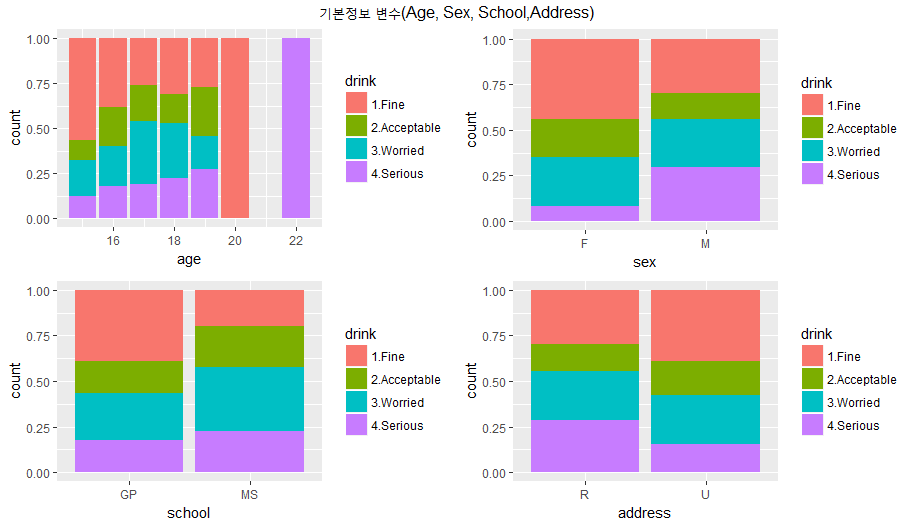 기본정보 변수(Age, Sex, School,Address)
1.00
0.75
0.50
0.25
0.00
count
16
18
20
22
age
drink
1.Fine
2.Acceptable
3.Worried
4.Serious
1.00
0.75
0.50
0.25
0.00
count
F
M
sex
drink
1.Fine
2.Acceptable
3.Worried
4.Serious
1.00
0.75
0.50
0.25
0.00
count
GP
MS
school
drink
1.Fine
2.Acceptable
3.Worried
4.Serious
1.00
0.75
0.50
0.25
0.00
count
R
U
address
drink
1.Fine
2.Acceptable
3.Worried
4.Serious